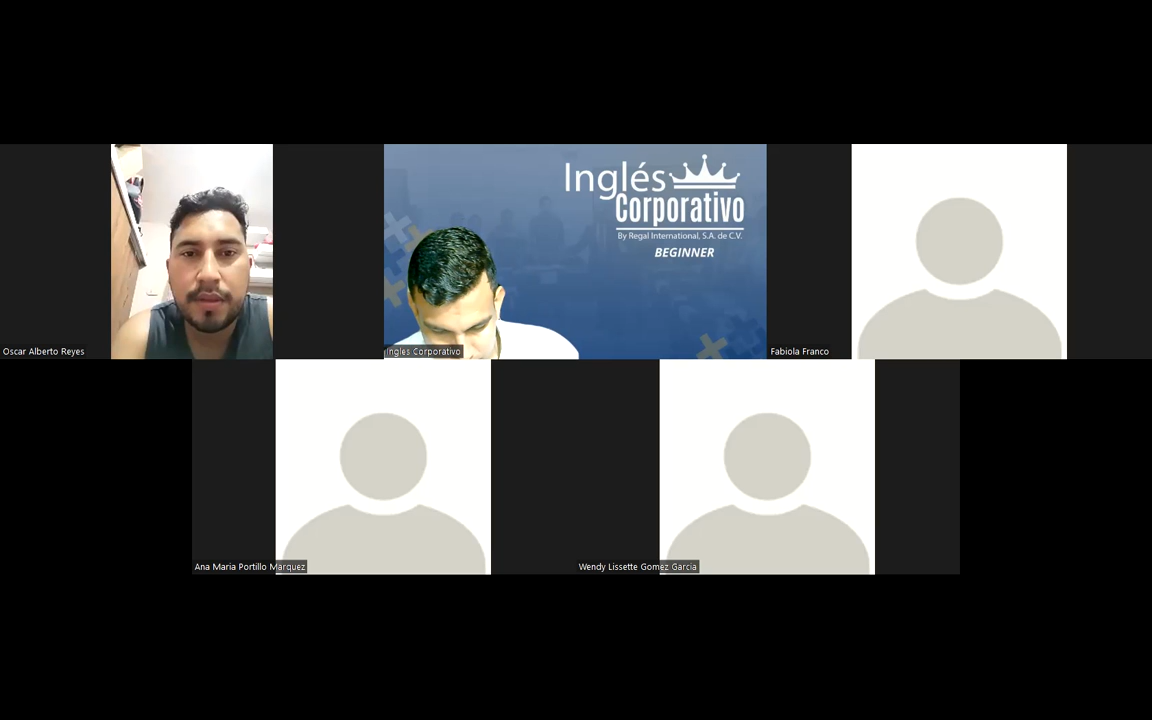 Inglés
Corporativo
By Regal International, S.A. de C.V.
BEGINNER
Oscar Alberto Reyes
Ingles Corporativo
Fabiola Franco
Ana Maria Portillo Marquez
Wendy Lissette Gomez Garcia